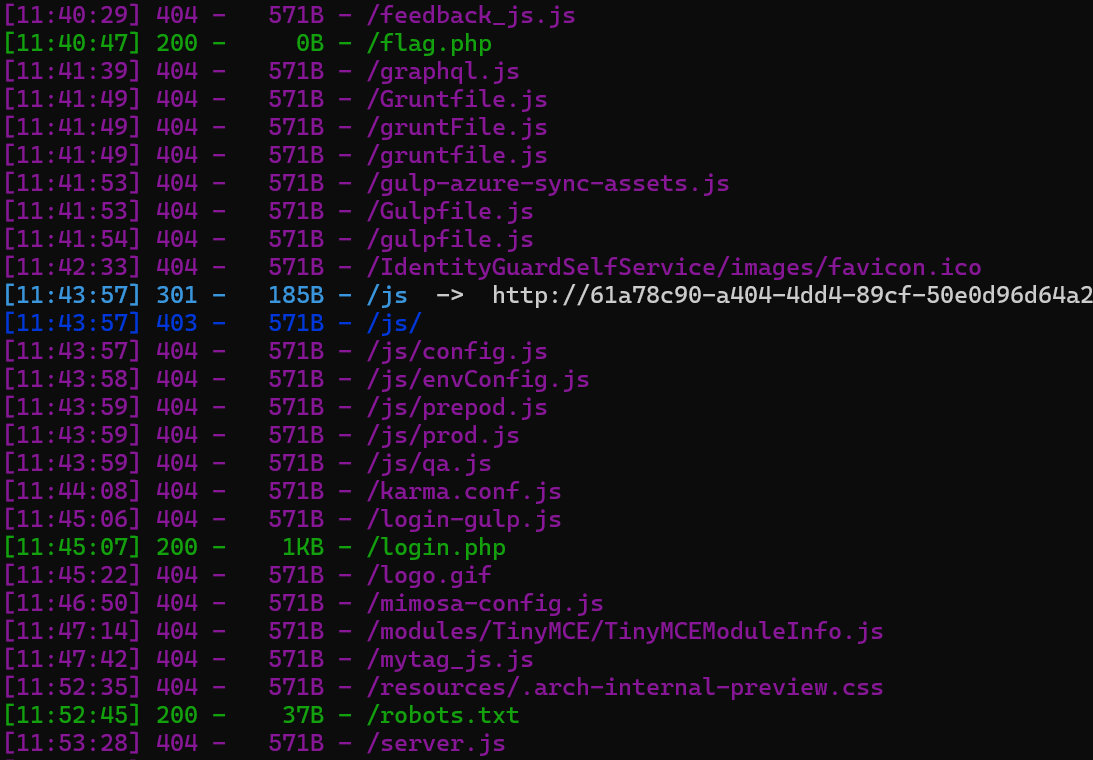 [11:40:29] 404 -   571B - /feedback_js.js
[11:40:47] 200 -     0B - /flag.php
[11:41:39] 404 -   571B - /graphql.js
[11:41:49] 404 -   571B - /Gruntfile.js
[11:41:49] 404 -   571B - /gruntFile.js
[11:41:49] 404 -   571B - /gruntfile.js
[11:41:53] 404 -   571B - /gulp-azure-sync-assets.js
[11:41:53] 404 -   571B - /Gulpfile.js
[11:41:54] 404 -   571B - /gulpfile.js
[11:42:33] 404 -   571B - /IdentityGuardSelfService/images/favicon.ico
[11:43:57] 301 -   185B - /js  ->  http://61a78c90-a404-4dd4-89cf-50e0d96d64a2
[11:43:57] 403 -   571B - /js/
[11:43:57] 404 -   571B - /js/config.js
[11:43:58] 404 -   571B - /js/envConfig.js
[11:43:59] 404 -   571B - /js/prepod.js
[11:43:59] 404 -   571B - /js/prod.js
[11:43:59] 404 -   571B - /js/qa.js
[11:44:08] 404 -   571B - /karma.conf.js
[11:45:06] 404 -   571B - /login-gulp.js
[11:45:07] 200 -    1KB - /login.php
[11:45:22] 404 -   571B - /logo.gif
[11:46:50] 404 -   571B - /mimosa-config.js
[11:47:14] 404 -   571B - /modules/TinyMCE/TinyMCEModuleInfo.js
[11:47:42] 404 -   571B - /mytag_js.js
[11:52:35] 404 -   571B - /resources/.arch-internal-preview.css
[11:52:45] 200 -    37B - /robots.txt
[11:53:28] 404 -   571B - /server.js